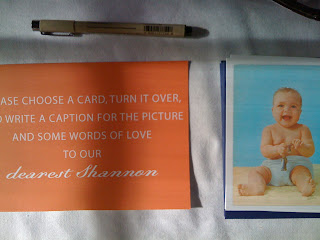 ASE CHOOSE A CARD, TURN IT OVER,
D WRITE A CAPTION FOR THE PICTURE
AND SOME WORDS OF LOVE
TO OUR
dearest Shannon